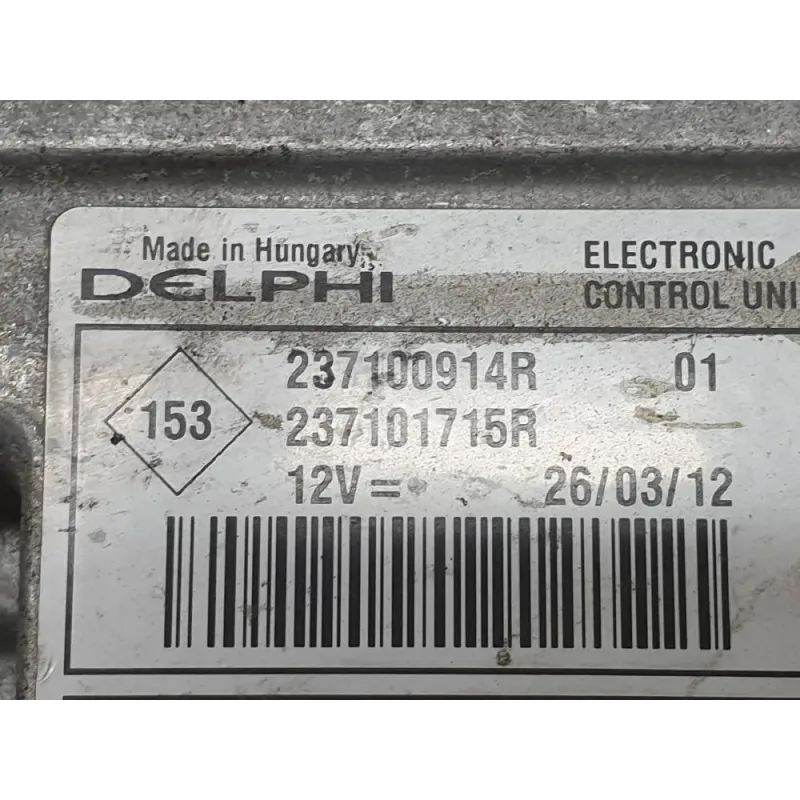 Made in Hungary
DELPHI
ELECTRONIC
CONTROL UNI
153
237100914R 01
237101715R
12V= 26/03/12